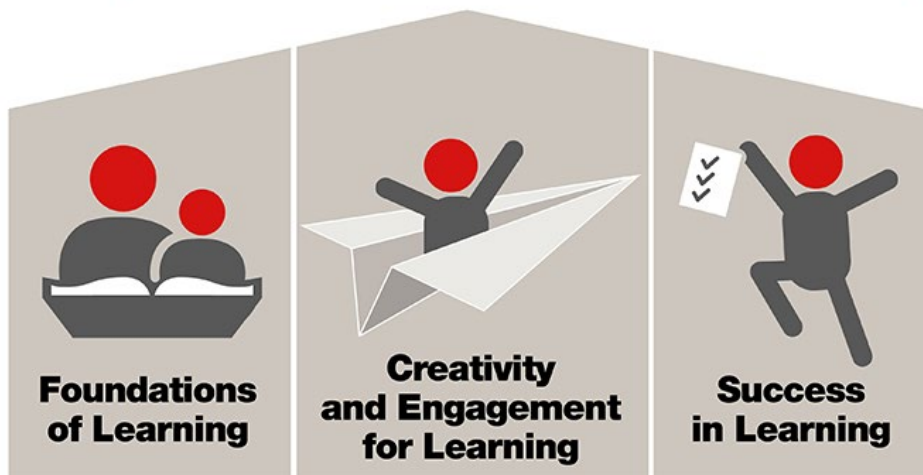 Foundations
of Learning
Creativity
and Engagement
for Learning
Success
in Learning